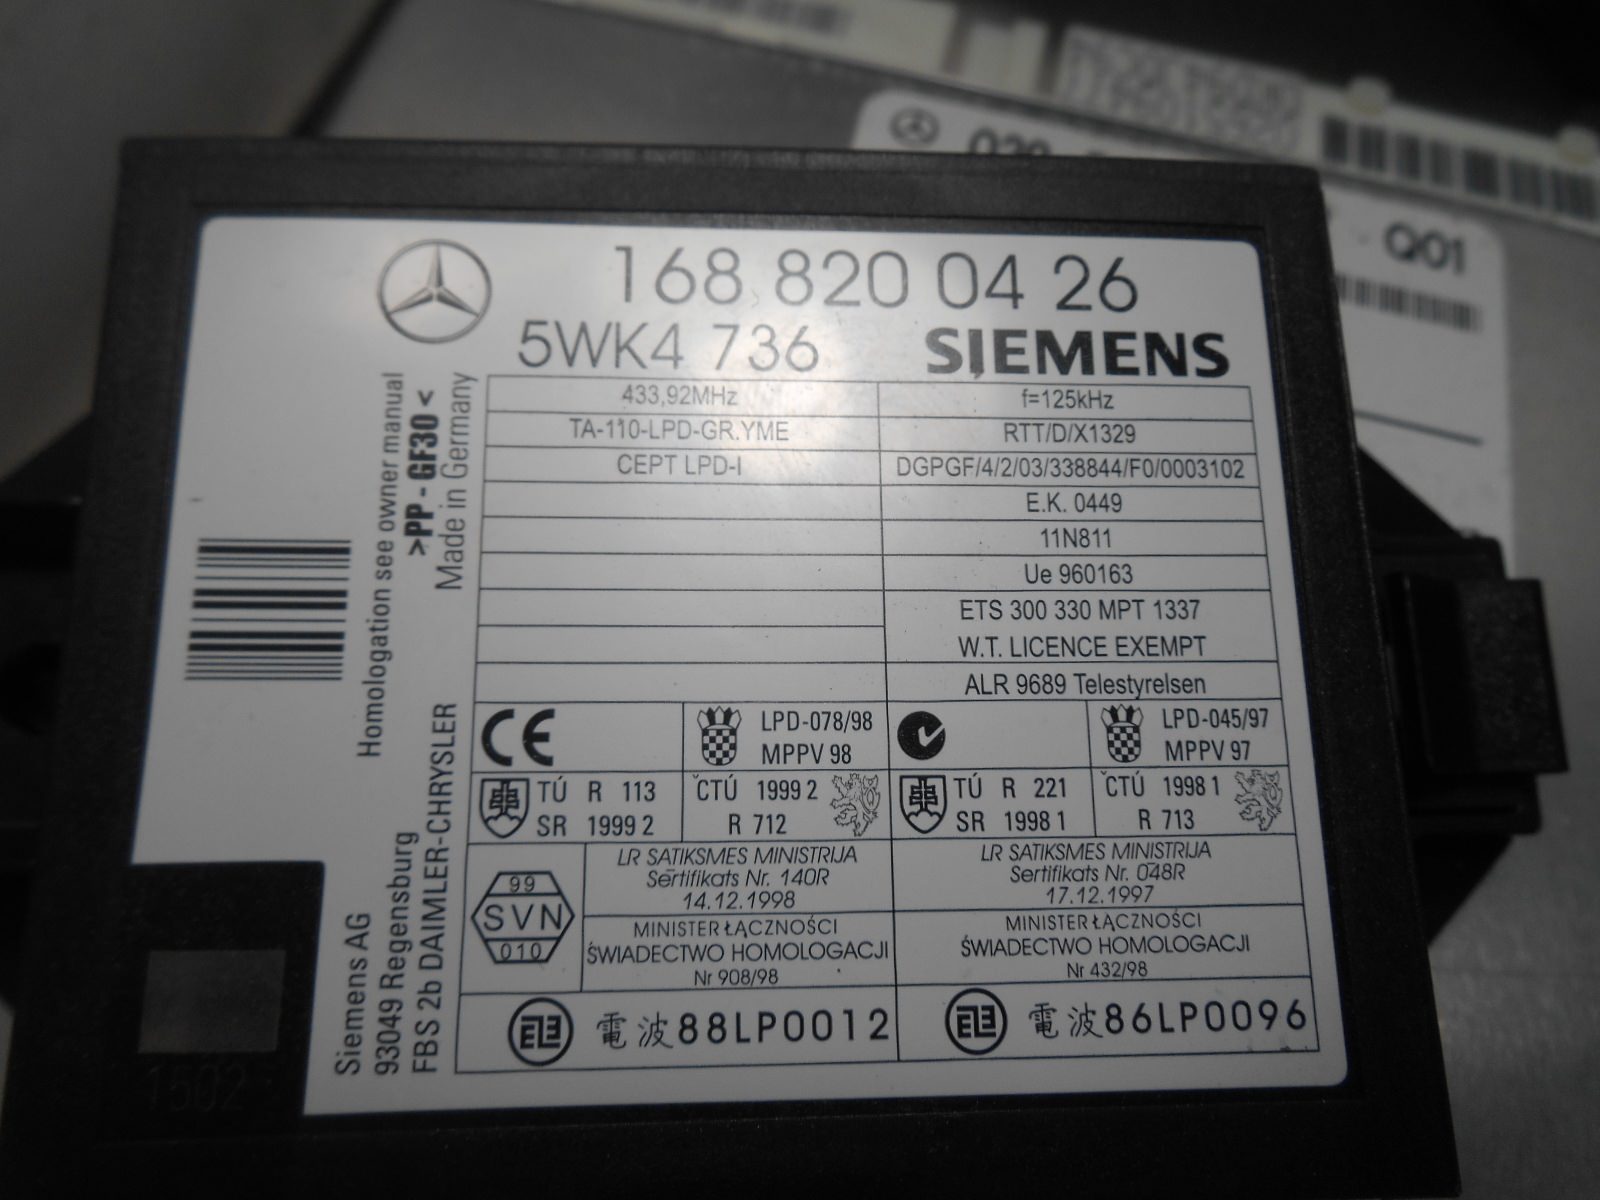 168 820 04 26
5WK4 736 SIEMENS
433,92MHz f=125kHz
TA-110-LPD-GR.YME RTT/D/X1329
CEPT LPD-I DGPGF/4/2/03/338844/F0/0003102
E.K. 0449
11N811
Ue 960163
ETS 300 330 MPT 1337
W.T. LICENCE EXEMPT
ALR 9689 Telestyrelsen
CE LPD-078/98 LPD-045/97
MPPV 98 MPPV 97
TÚ R 113 ČTÚ 1999 2 TÚ R 221 ČTÚ 1998 1
SR 1999 2 R 712 SR 1998 1 R 713
99
SVN
010
LR SATIKSMES MINISTRIJA
Sertifikats Nr. 140R
14.12.1998
LR SATIKSMES MINISTRIJA
Sertifikats Nr. 048R
17.12.1997
MINISTER ŁĄCZNOŚCI
ŚWIADECTWO HOMOLOGACJI
Nr 908/98
MINISTER ŁĄCZNOŚCI
ŚWIADECTWO HOMOLOGACJI
Nr 432/98
電波88LP0012 電波86LP0096
Homologation see owner manual
>PP-GF30<
Made in Germany
Siemens AG
93049 Regensburg
FBS 2b DAIMLER-CHRYSLER
1502
Q01